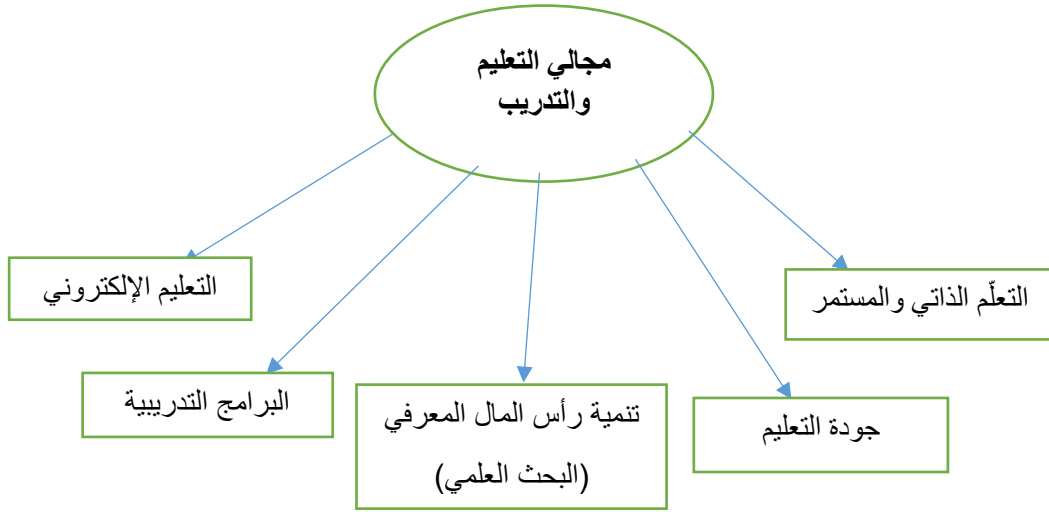 مجالي التعليم
والتدريب
التعلّم الذاتي والمستمر
التعليم الإلكتروني
جودة التعليم
تنمية رأس المال المعرفي
(البحث العلمي)
البرامج التدريبية